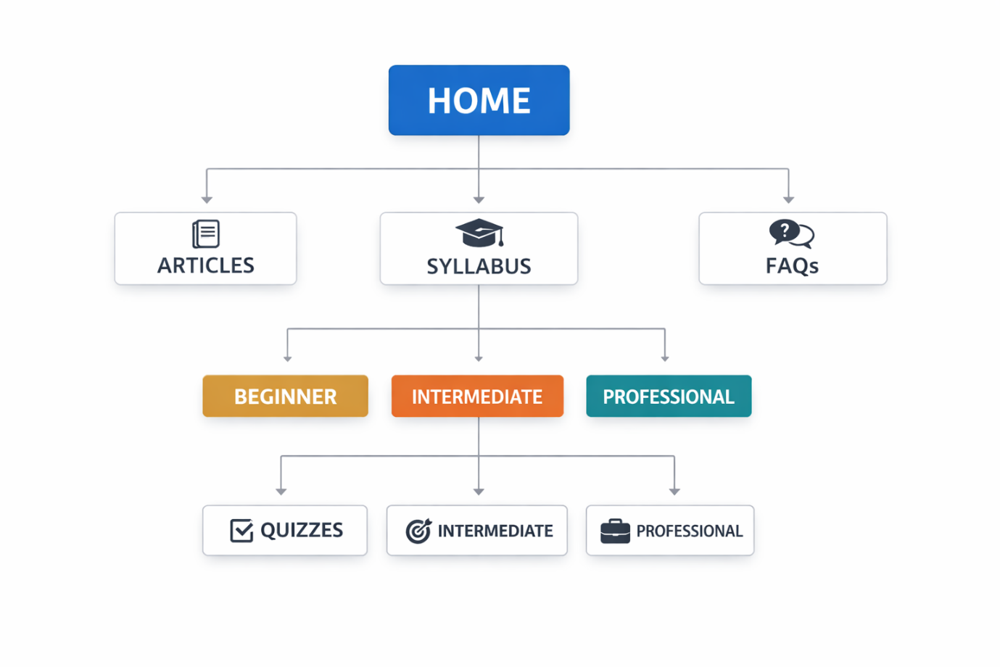 HOME
ARTICLES
SYLLABUS
?
FAQs
BEGINNER
INTERMEDIATE
PROFESSIONAL
QUIZZES
INTERMEDIATE
PROFESSIONAL